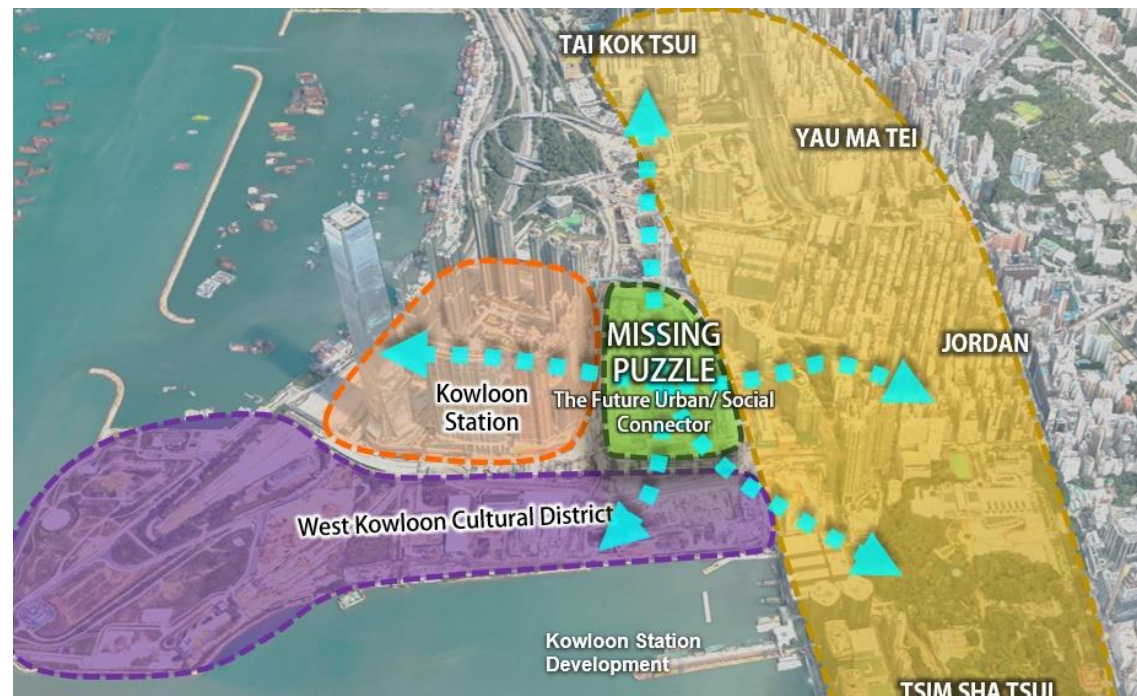 TAI KOK TSUI
YAU MA TEI
JORDAN
MISSING
PUZZLE
The Future Urban/ Social
Connector
Kowloon
Station
West Kowloon Cultural District
Kowloon Station
Development
TSIM SHA TSUI